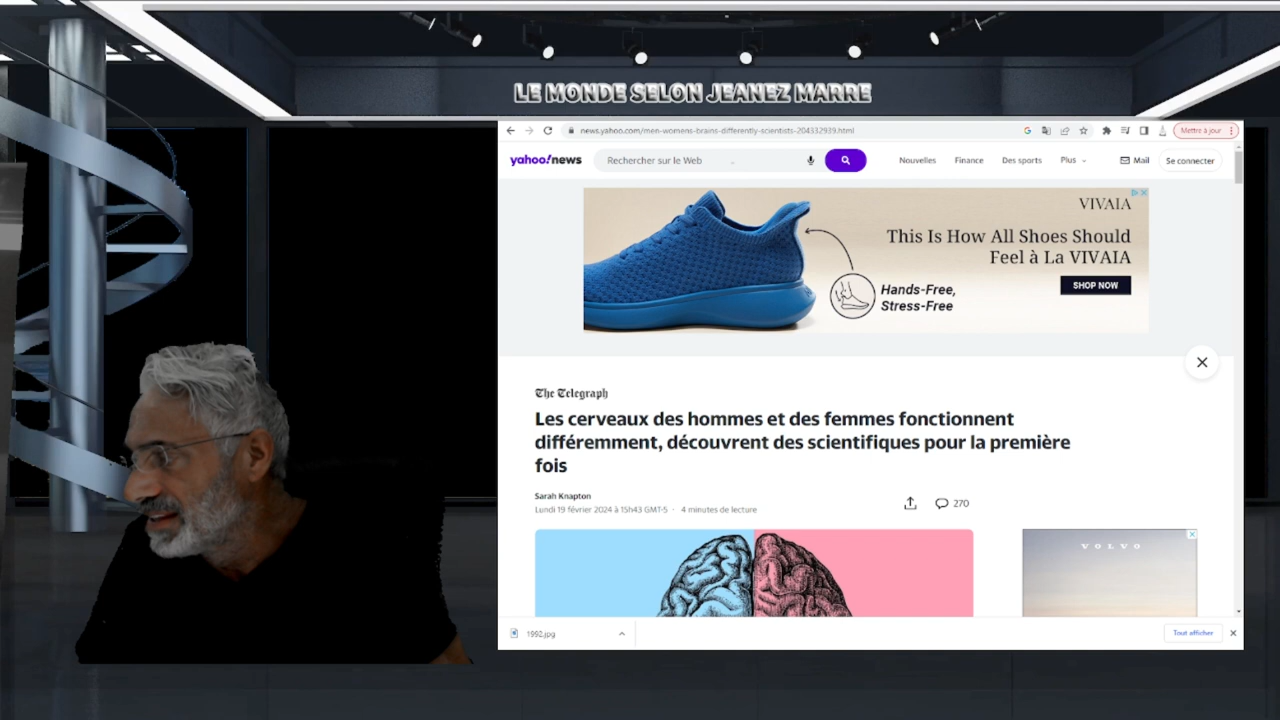 LE MONDE SELON JEANEZ MARRE
news.yahoo.com/men-womens-brains-differently-scientists-204332939.html
Mettre à jour
yahoo!news
Rechercher sur le Web
Nouvelles
Finance
Des sports
Plus
Mail
Se connecter
VIVAIA
This Is How All Shoes Should
Feel à La VIVAIA
SHOP NOW
Hands-Free,
Stress-Free
The Telegraph
Les cerveaux des hommes et des femmes fonctionnent
différemment, découvrent des scientifiques pour la première
fois
Sarah Knapton
Lundi 19 février 2024 à 15h43 GMT-5 · 4 minutes de lecture
270
VOLVO
1992.jpg
Tout afficher